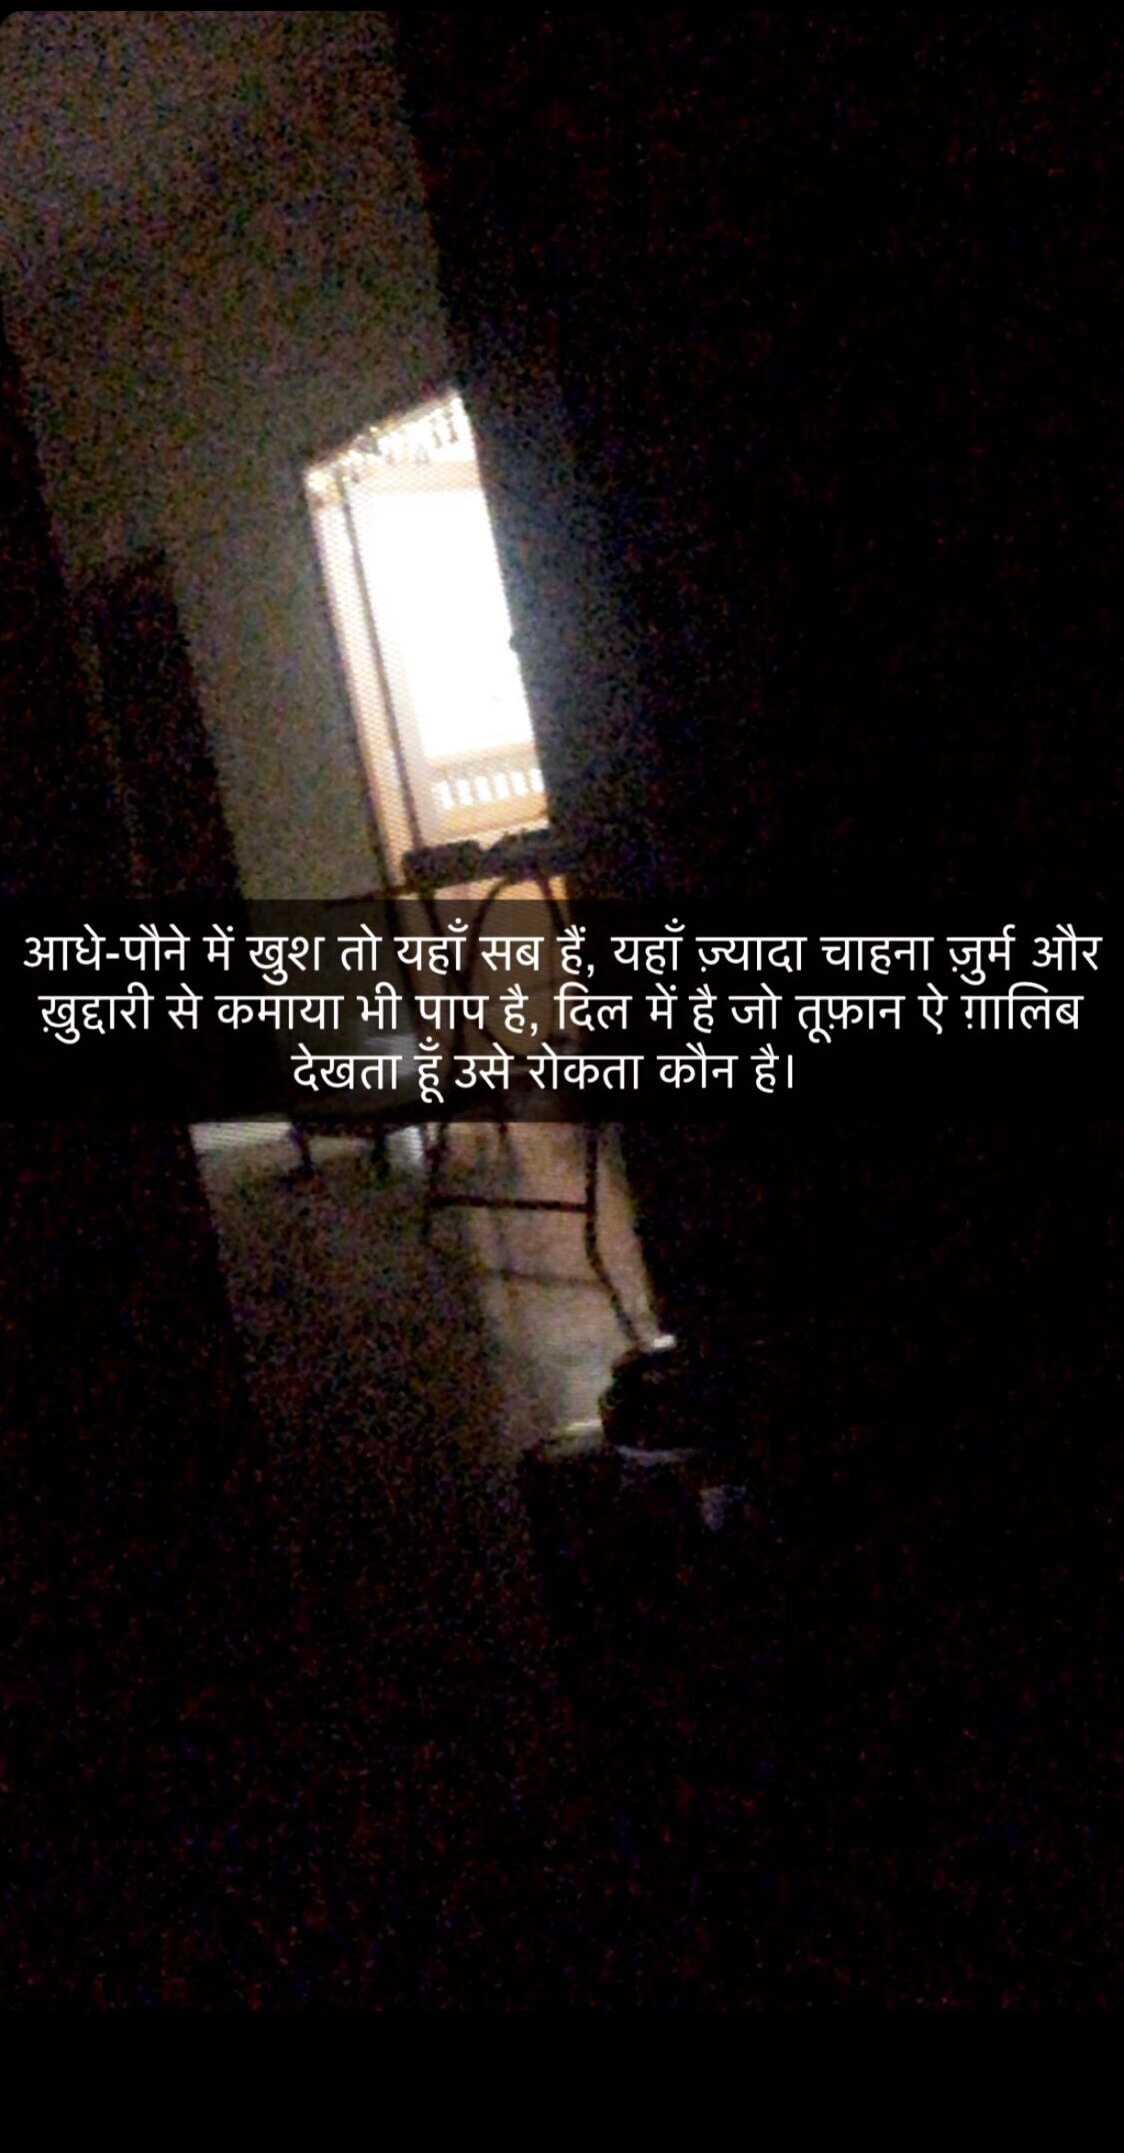 आधे-पौने में खुश तो यहाँ सब हैं, यहाँ ज़्यादा चाहना ज़ुर्म और
ख़ुद्दारी से कमाया भी पाप है, दिल में है जो तूफ़ान ऐ ग़ालिब
देखता हूँ उसे रोकता कौन है।